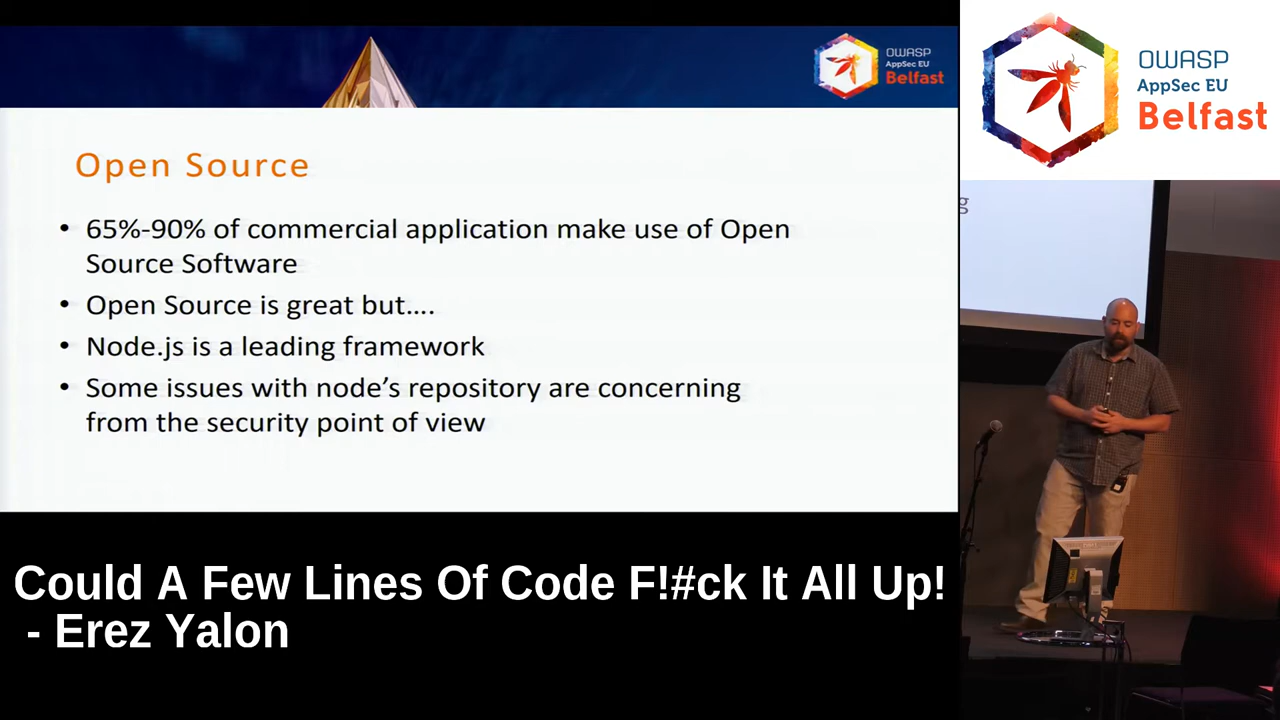 OWASP
AppSec EU
Belfast
Open Source
• 65%-90% of commercial application make use of Open
Source Software
• Open Source is great but....
• Node.js is a leading framework
• Some issues with node's repository are concerning
from the security point of view
Could A Few Lines Of Code F!#ck It All Up!
- Erez Yalon
OWASP
AppSec EU
Belfast
g